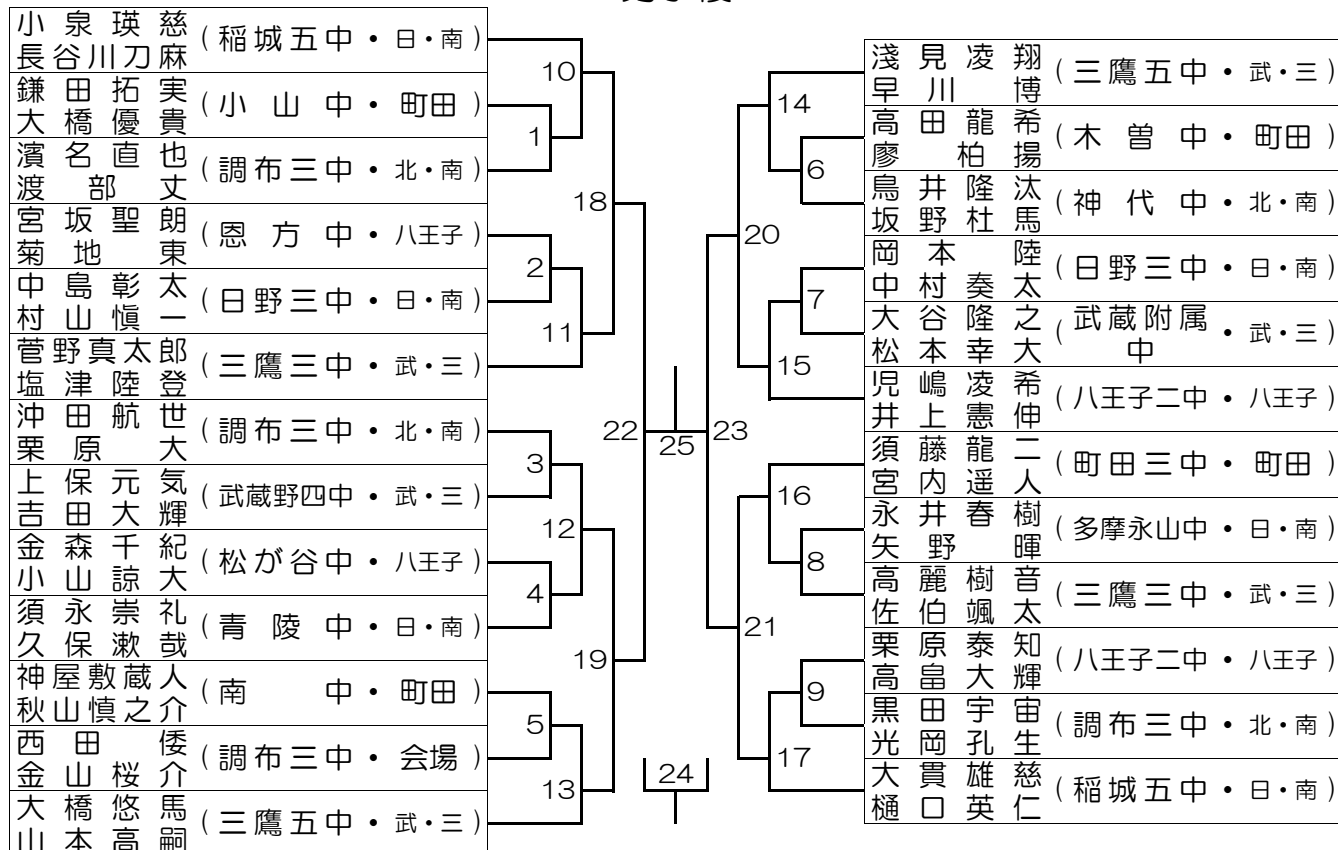 小泉瑛慈
長谷川刀麻
(稲城五中・日・南)
鎌田拓実
大橋優貴
(小山中・町田)
濱名直也
渡部丈
(調布三中・北・南)
宮坂聖朗
菊地東
(恩方中・八王子)
中島彰太
村山愼一
(日野三中・日・南)
菅野真太郎
塩津陸登
(三鷹三中・武・三)
沖田航世
栗原大
(調布三中・北・南)
上保元気
吉田大輝
(武蔵野四中・武・三)
金森千紀
小山諒大
(松が谷中・八王子)
須永崇礼
久保漱哉
(青陵中・日・南)
神屋敷蔵人
秋山慎之介
(南中・町田)
西田倭
金山桜介
(調布三中・会場)
大橋悠馬
山本高嗣
(三鷹五中・武・三)
10
1
18
2
11
22
3
12
4
19
5
13
25
24
23
14
6
20
7
15
16
8
21
9
17
淺見凌翔
早川博
(三鷹五中・武・三)
高田龍希
廖柏揚
(木曽中・町田)
鳥井隆汰
坂野杜馬
(神代中・北・南)
岡本陸
中村奏太
(日野三中・日・南)
大谷隆之
松本幸大
(武蔵附属中・武・三)
児嶋凌希
井上憲伸
(八王子二中・八王子)
須藤龍二
宮内遥人
(町田三中・町田)
永井春樹
矢野暉
(多摩永山中・日・南)
高麗樹音
佐伯颯太
(三鷹三中・武・三)
栗原泰知
高畠大輝
(八王子二中・八王子)
黒田宇宙
光岡孔生
(調布三中・北・南)
大貫雄慈
樋口英仁
(稲城五中・日・南)